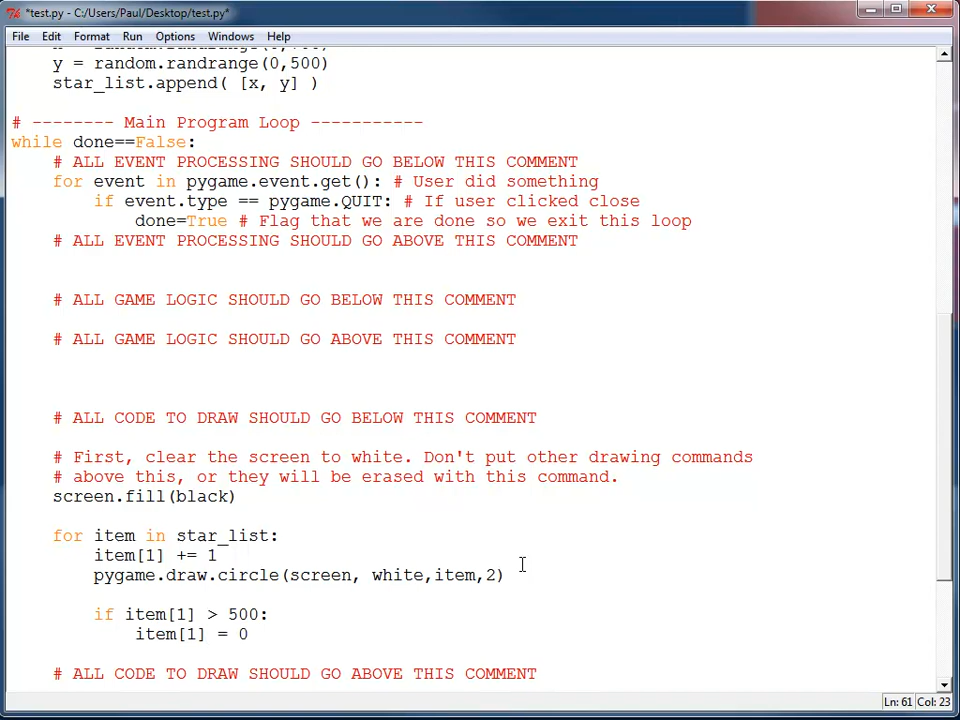 *test.py - C:/Users/Paul/Desktop/test.py*
File Edit Format Run Options Windows Help
y = random.randrange(0,500)
star_list.append( [x, y] )
# -------- Main Program Loop -----------
while done==False:
# ALL EVENT PROCESSING SHOULD GO BELOW THIS COMMENT
for event in pygame.event.get(): # User did something
if event.type == pygame.QUIT: # If user clicked close
done=True # Flag that we are done so we exit this loop
# ALL EVENT PROCESSING SHOULD GO ABOVE THIS COMMENT
# ALL GAME LOGIC SHOULD GO BELOW THIS COMMENT
# ALL GAME LOGIC SHOULD GO ABOVE THIS COMMENT
# ALL CODE TO DRAW SHOULD GO BELOW THIS COMMENT
# First, clear the screen to white. Don't put other drawing commands
# above this, or they will be erased with this command.
screen.fill(black)
for item in star_list:
item[1] += 1
pygame.draw.circle(screen, white,item,2)
if item[1] > 500:
item[1] = 0
# ALL CODE TO DRAW SHOULD GO ABOVE THIS COMMENT
Ln: 61 Col: 23